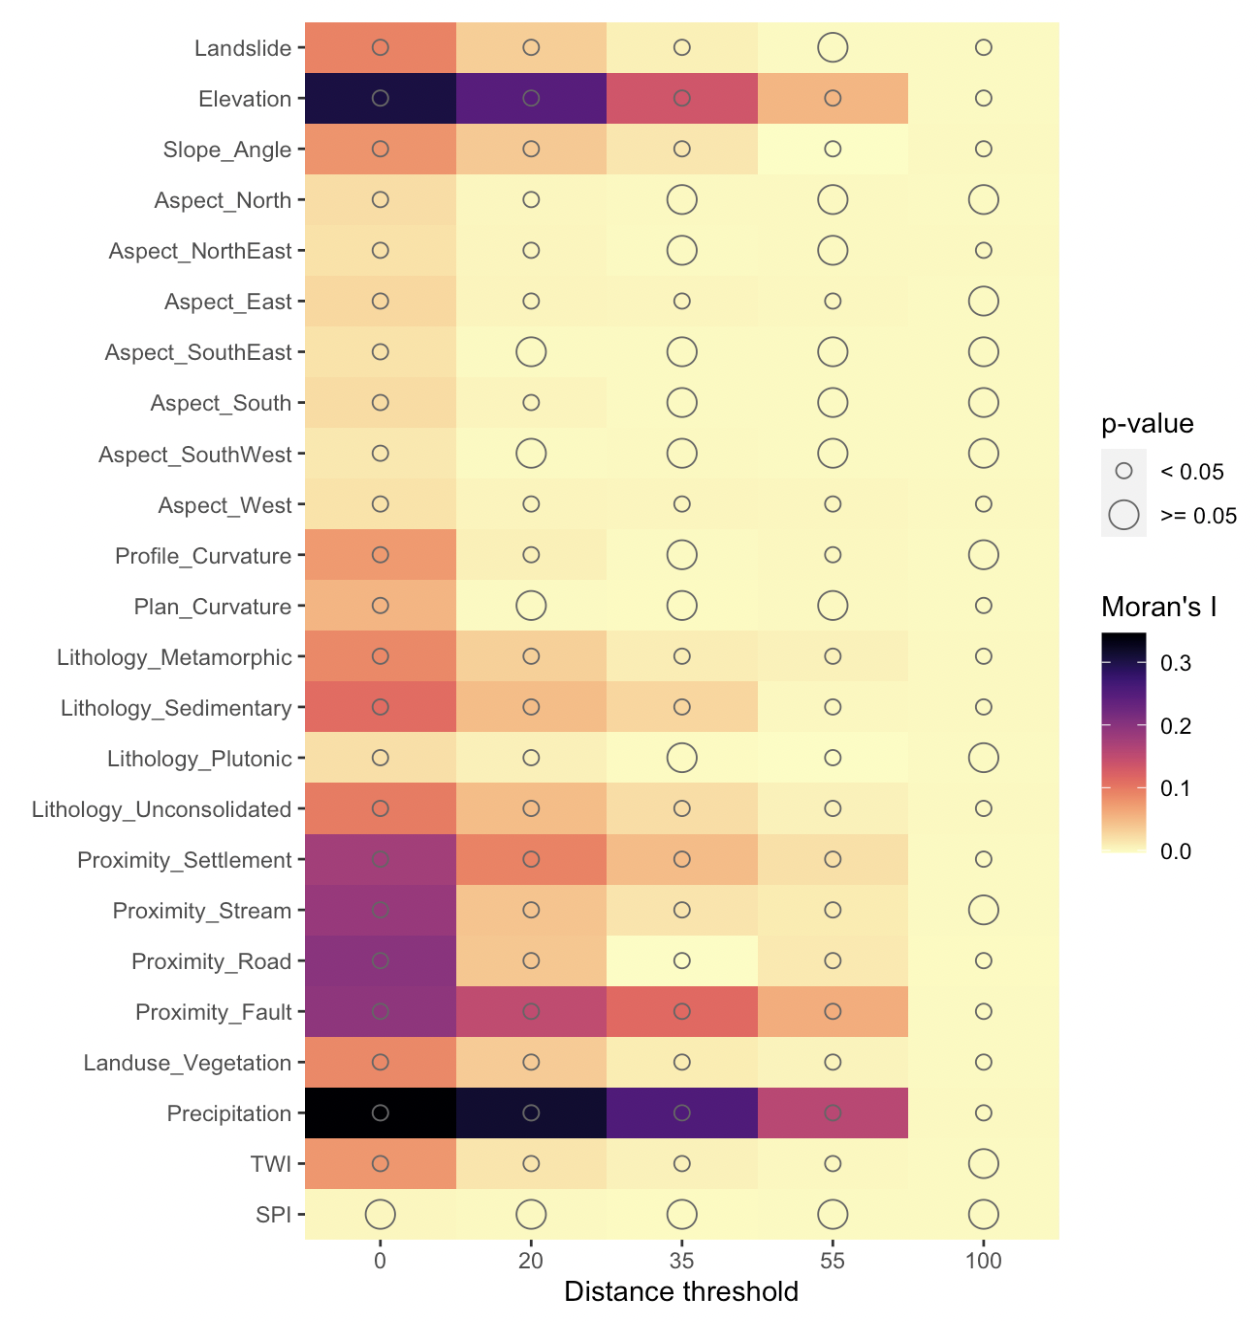 Landslide
Elevation
Slope_Angle
Aspect_North
Aspect_NorthEast
Aspect_East
Aspect_SouthEast
Aspect_South
Aspect_SouthWest
Aspect_West
Profile_Curvature
Plan_Curvature
Lithology_Metamorphic
Lithology_Sedimentary
Lithology_Plutonic
Lithology_Unconsolidated
Proximity_Settlement
Proximity_Stream
Proximity_Road
Proximity_Fault
Landuse_Vegetation
Precipitation
TWI
SPI
0 20 35 55 100
Distance threshold
p-value
< 0.05
>= 0.05
Moran's I
0.3
0.2
0.1
0.0